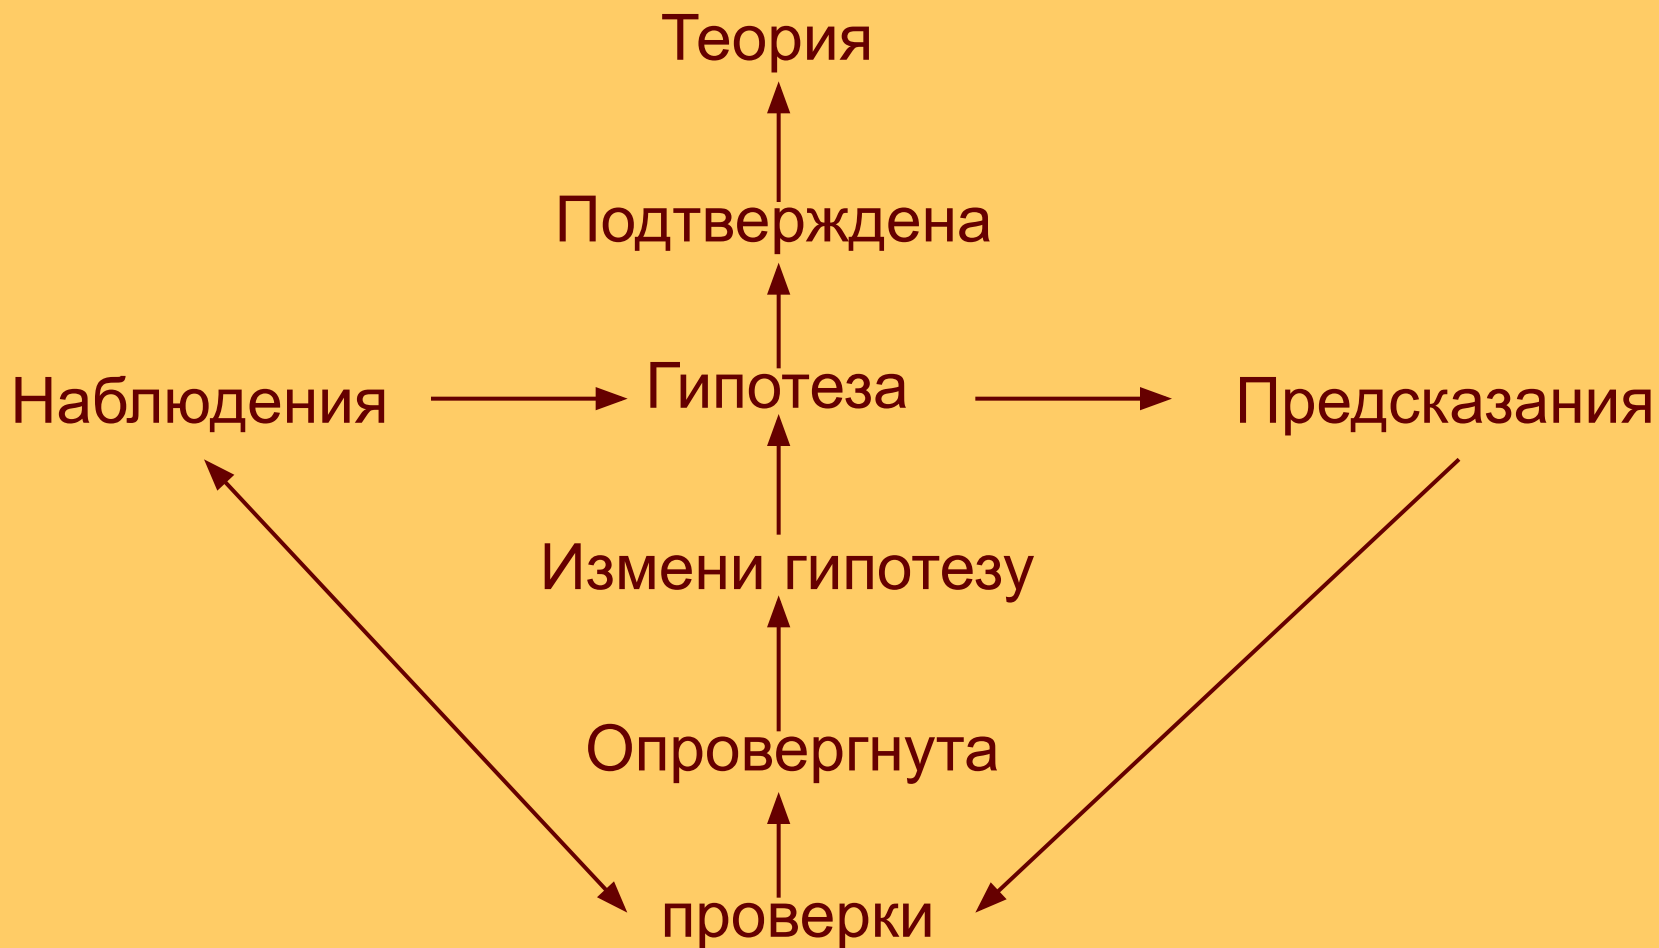 Теория
Подтверждена
Наблюдения
Гипотеза
Предсказания
Измени гипотезу
Опровергнута
проверки